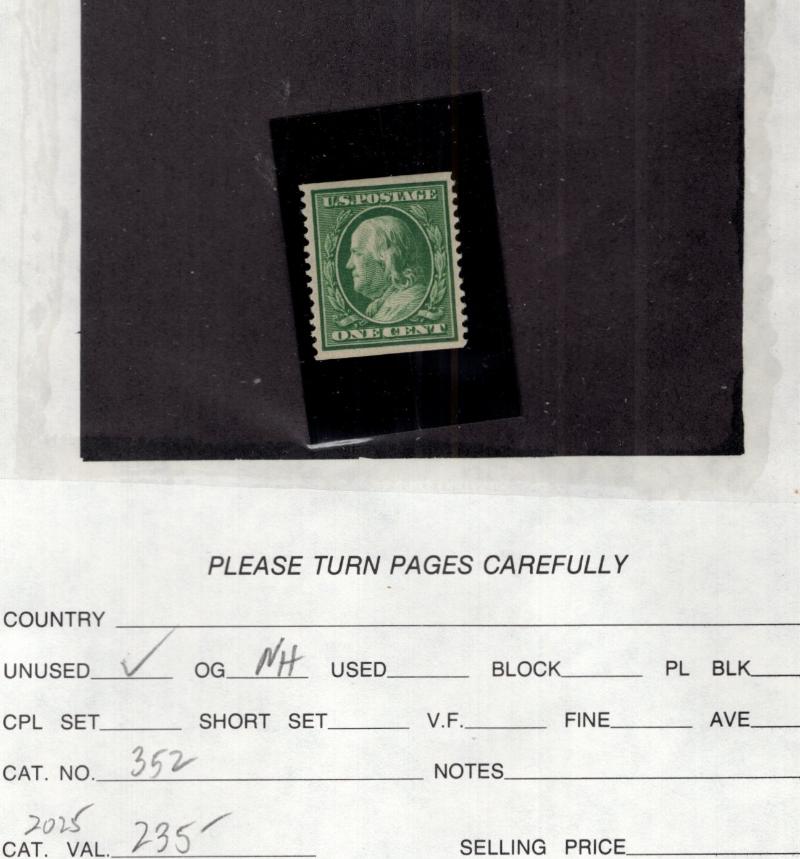 U.S. POSTAGE
ONE CENT
PLEASE TURN PAGES CAREFULLY
COUNTRY
UNUSED ✓ OG NH USED BLOCK PL BLK
CPL SET SHORT SET V.F. FINE AVE
CAT. NO. 352 NOTES
2025
CAT. VAL. 235 SELLING PRICE